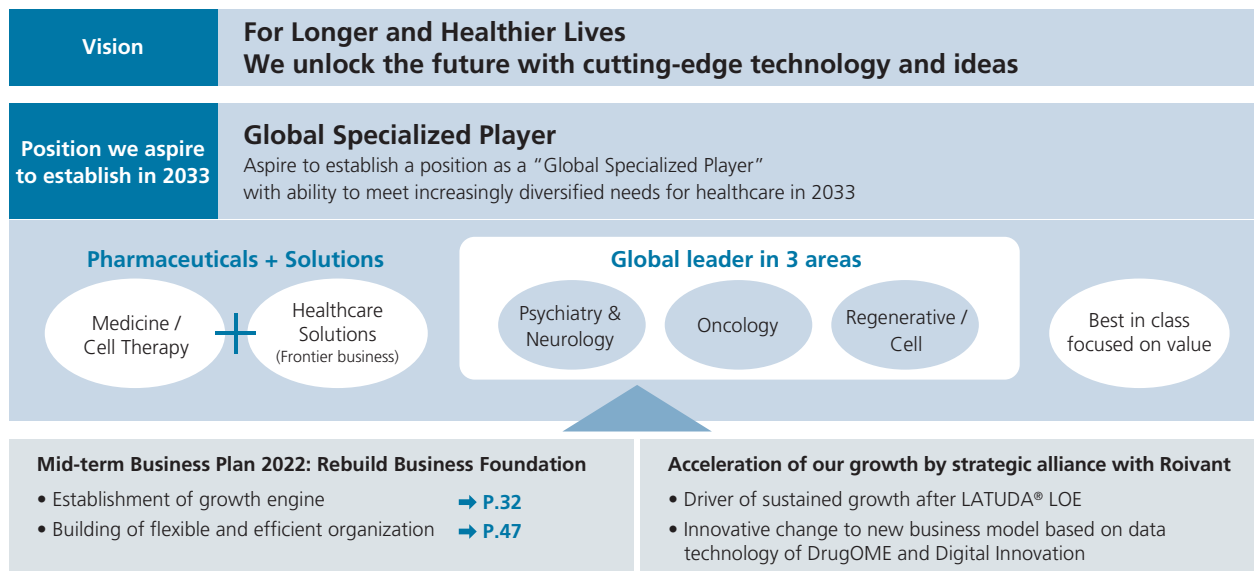 Vision
For Longer and Healthier Lives
We unlock the future with cutting-edge technology and ideas
Position we aspire
to establish in 2033
Global Specialized Player
Aspire to establish a position as a “Global Specialized Player”
with ability to meet increasingly diversified needs for healthcare in 2033
Pharmaceuticals + Solutions
Medicine /
Cell Therapy
+
Healthcare
Solutions
(Frontier business)
Global leader in 3 areas
Psychiatry &
Neurology
Oncology
Regenerative /
Cell
Best in class
focused on value
Mid-term Business Plan 2022: Rebuild Business Foundation
• Establishment of growth engine ➡ P.32
• Building of flexible and efficient organization ➡ P.47
Acceleration of our growth by strategic alliance with Roivant
• Driver of sustained growth after LATUDA® LOE
• Innovative change to new business model based on data
technology of DrugOME and Digital Innovation